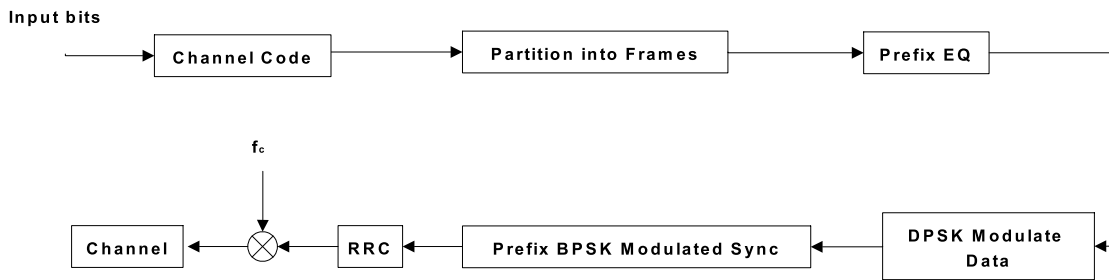 Input bits
Channel Code
Partition into Frames
Prefix EQ
fc
Channel
RRC
Prefix BPSK Modulated Sync
DPSK Modulate
Data